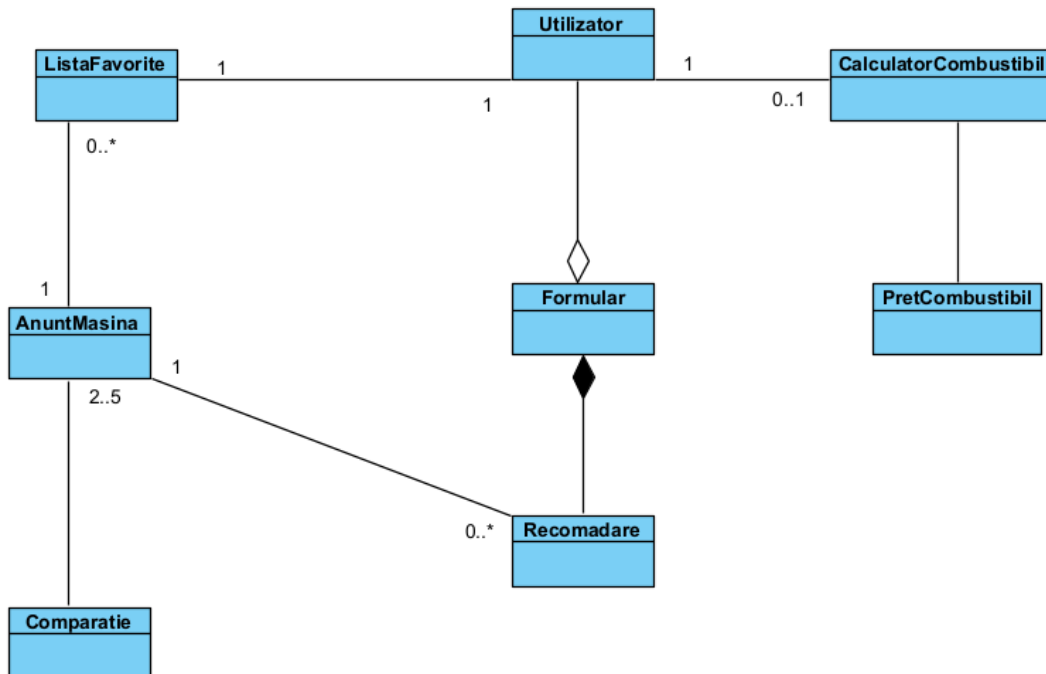 Utilizator
ListaFavorite
CalculatorCombustibil
1
1
1
0..1
0..*
1
AnuntMasina
Formular
PretCombustibil
1
2..5
0..*
Recomadare
Comparatie